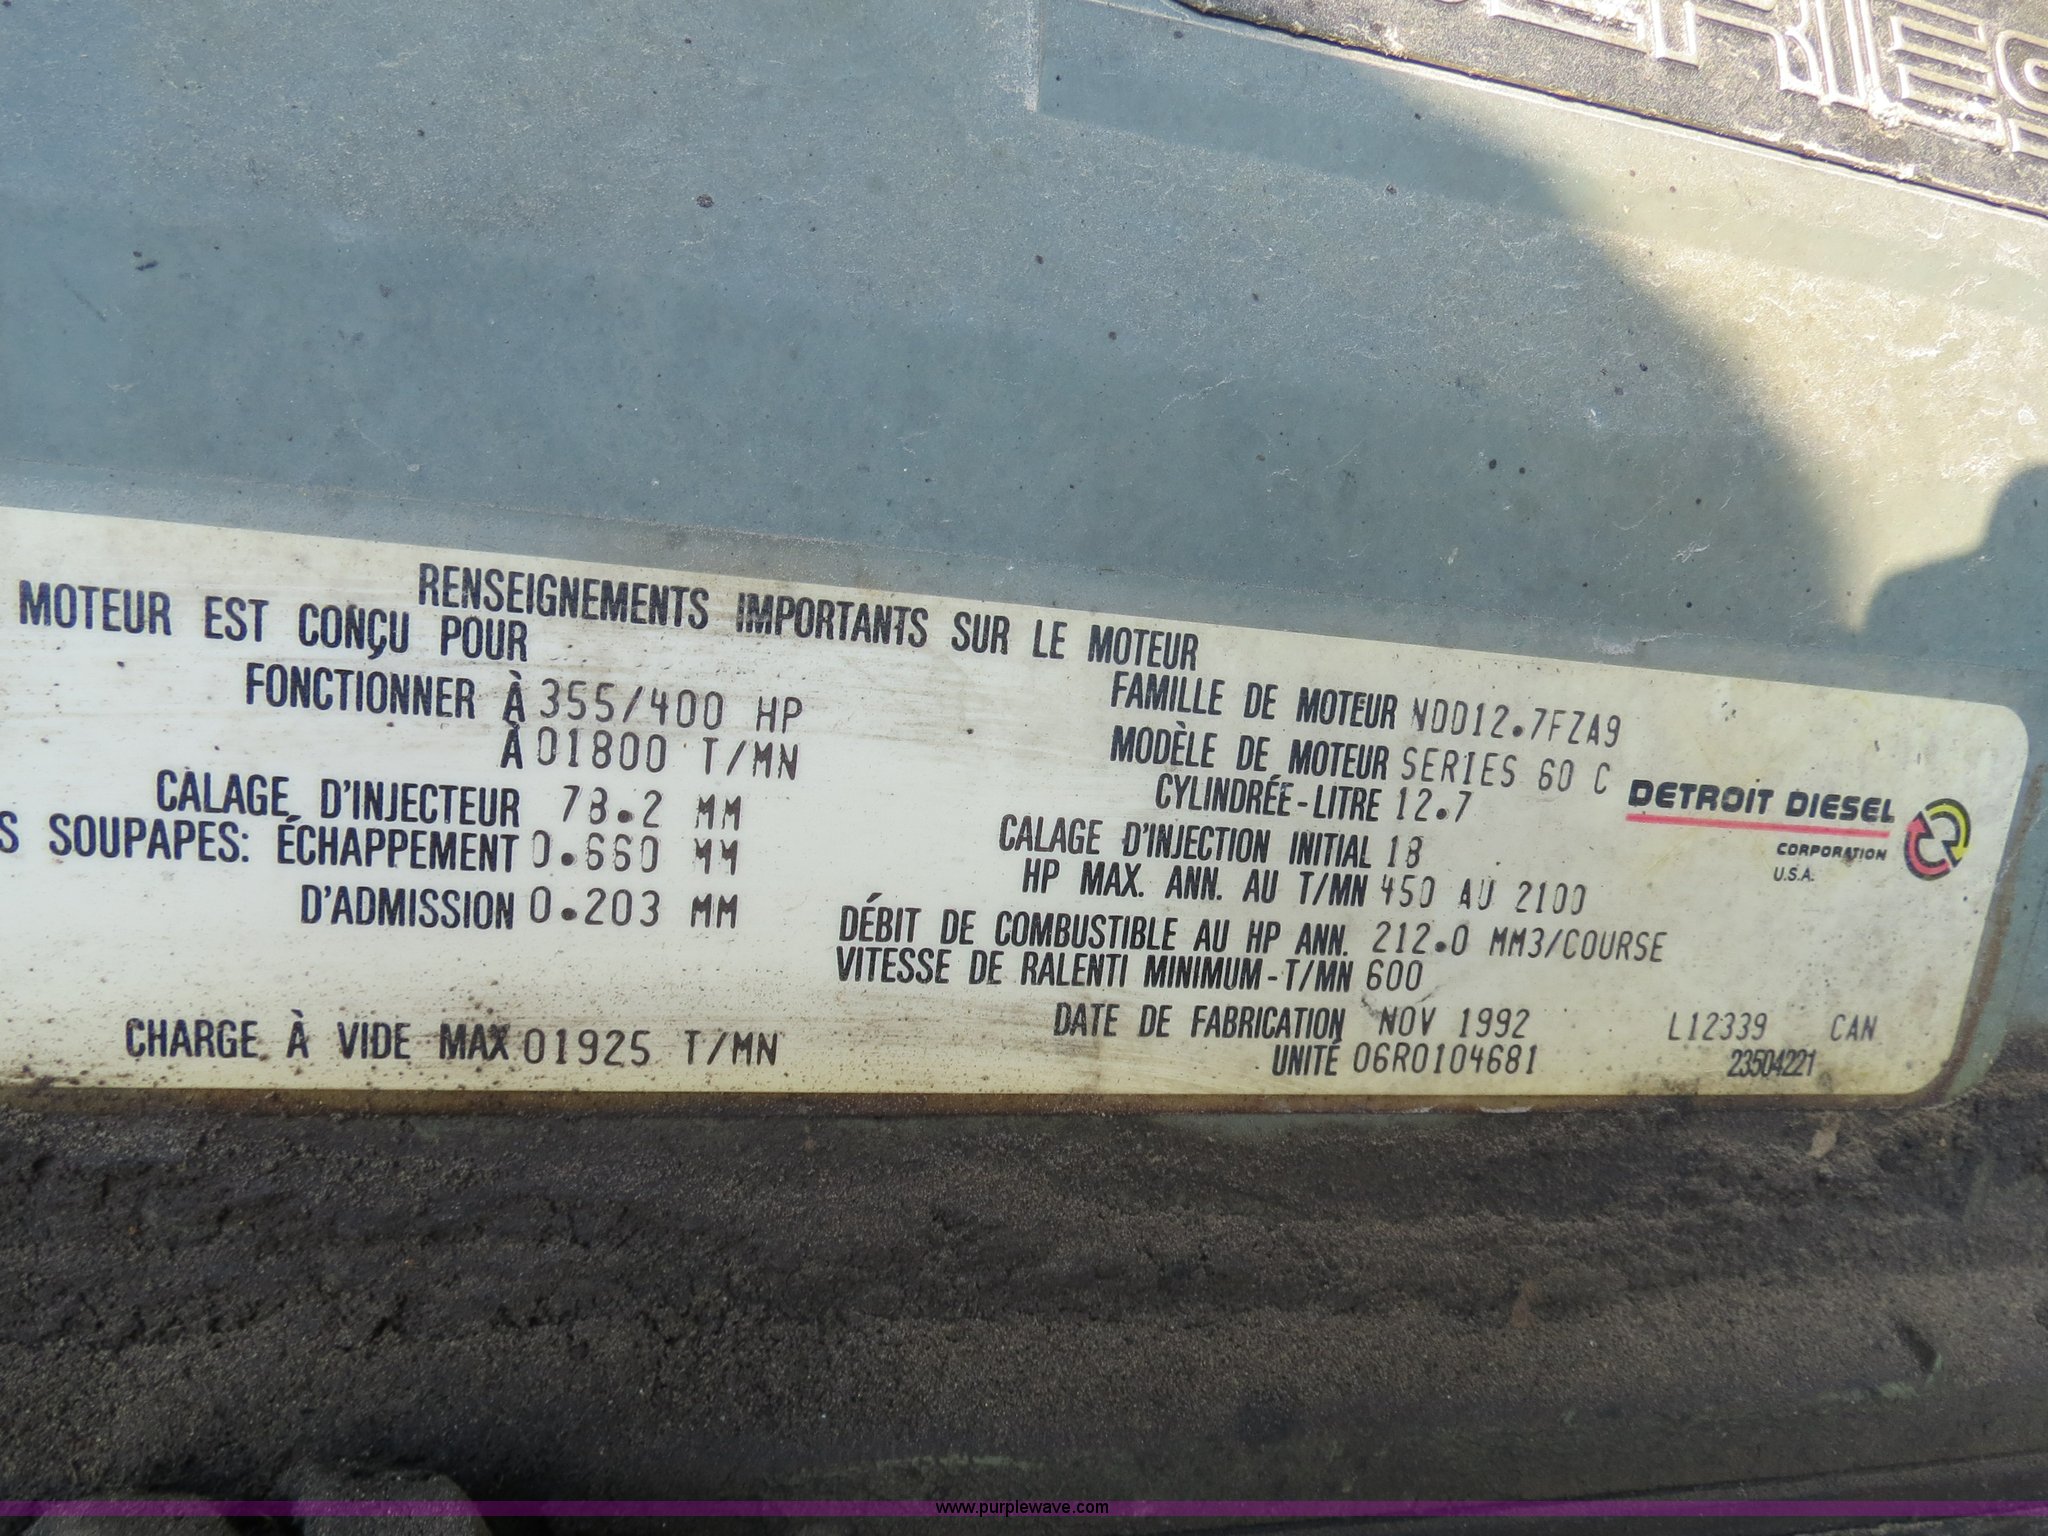 SERIES
RENSEIGNEMENTS IMPORTANTS SUR LE MOTEUR
MOTEUR EST CONÇU POUR
FONCTIONNER À 355/400 HP
À 01800 T/MN
CALAGE D'INJECTEUR 78.2 MM
S SOUPAPES: ÉCHAPPEMENT 0.660 MM
D'ADMISSION 0.203 MM
CHARGE À VIDE MAX 01925 T/MN
FAMILLE DE MOTEUR NDD12.7FZA9
MODÈLE DE MOTEUR SERIES 60 C
CYLINDRÉE-LITRE 12.7
CALAGE D'INJECTION INITIAL 18
HP MAX. ANN. AU T/MN 450 AU 2100
DÉBIT DE COMBUSTIBLE AU HP ANN. 212.0 MM3/COURSE
VITESSE DE RALENTI MINIMUM-T/MN 600
DATE DE FABRICATION NOV 1992
UNITÉ 06R0104681
DETROIT DIESEL
CORPORATION
U.S.A.
L12339 CAN
23504221
www.purplewave.com